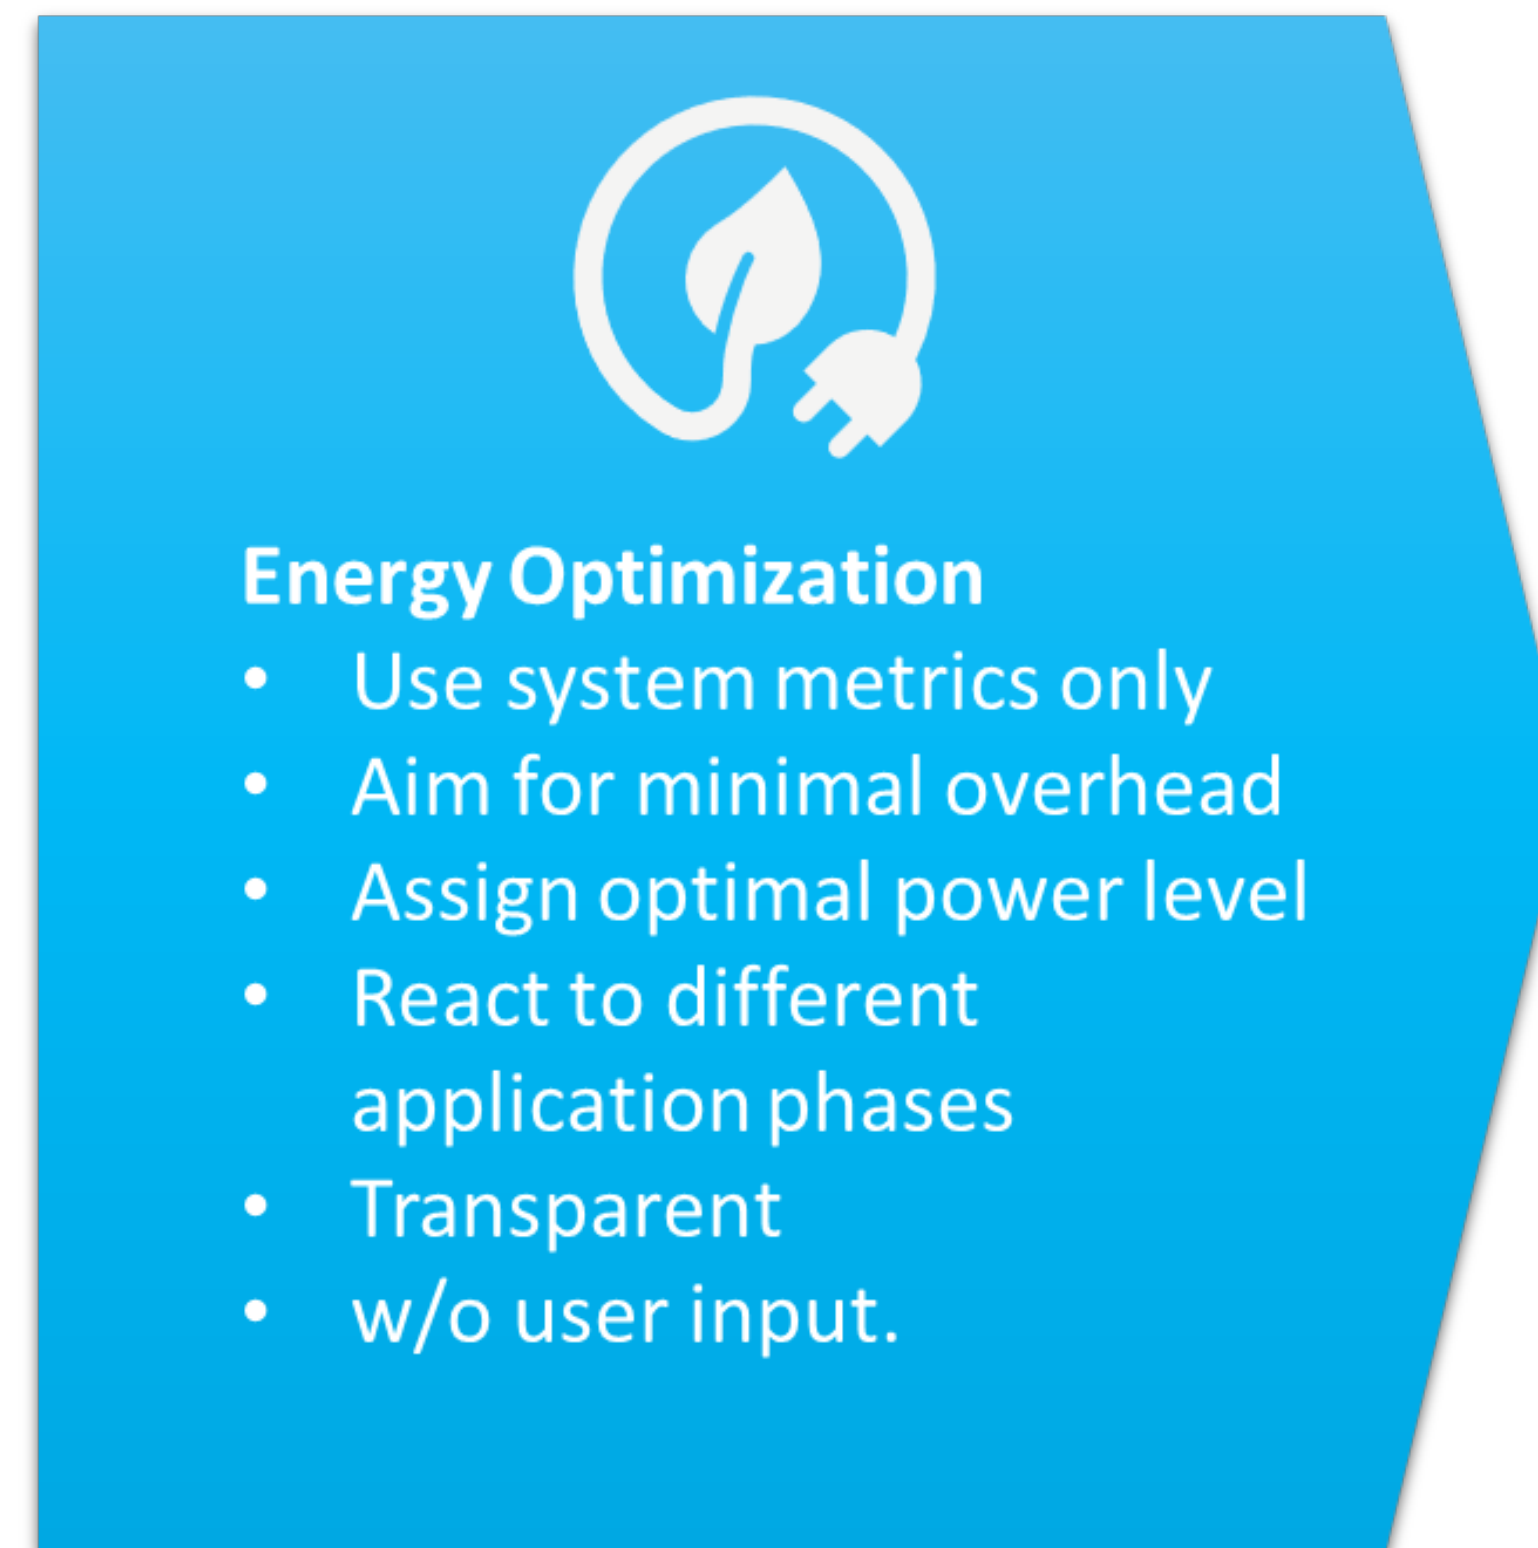 Energy Optimization
• Use system metrics only
• Aim for minimal overhead
• Assign optimal power level
• React to different
application phases
• Transparent
• w/o user input.